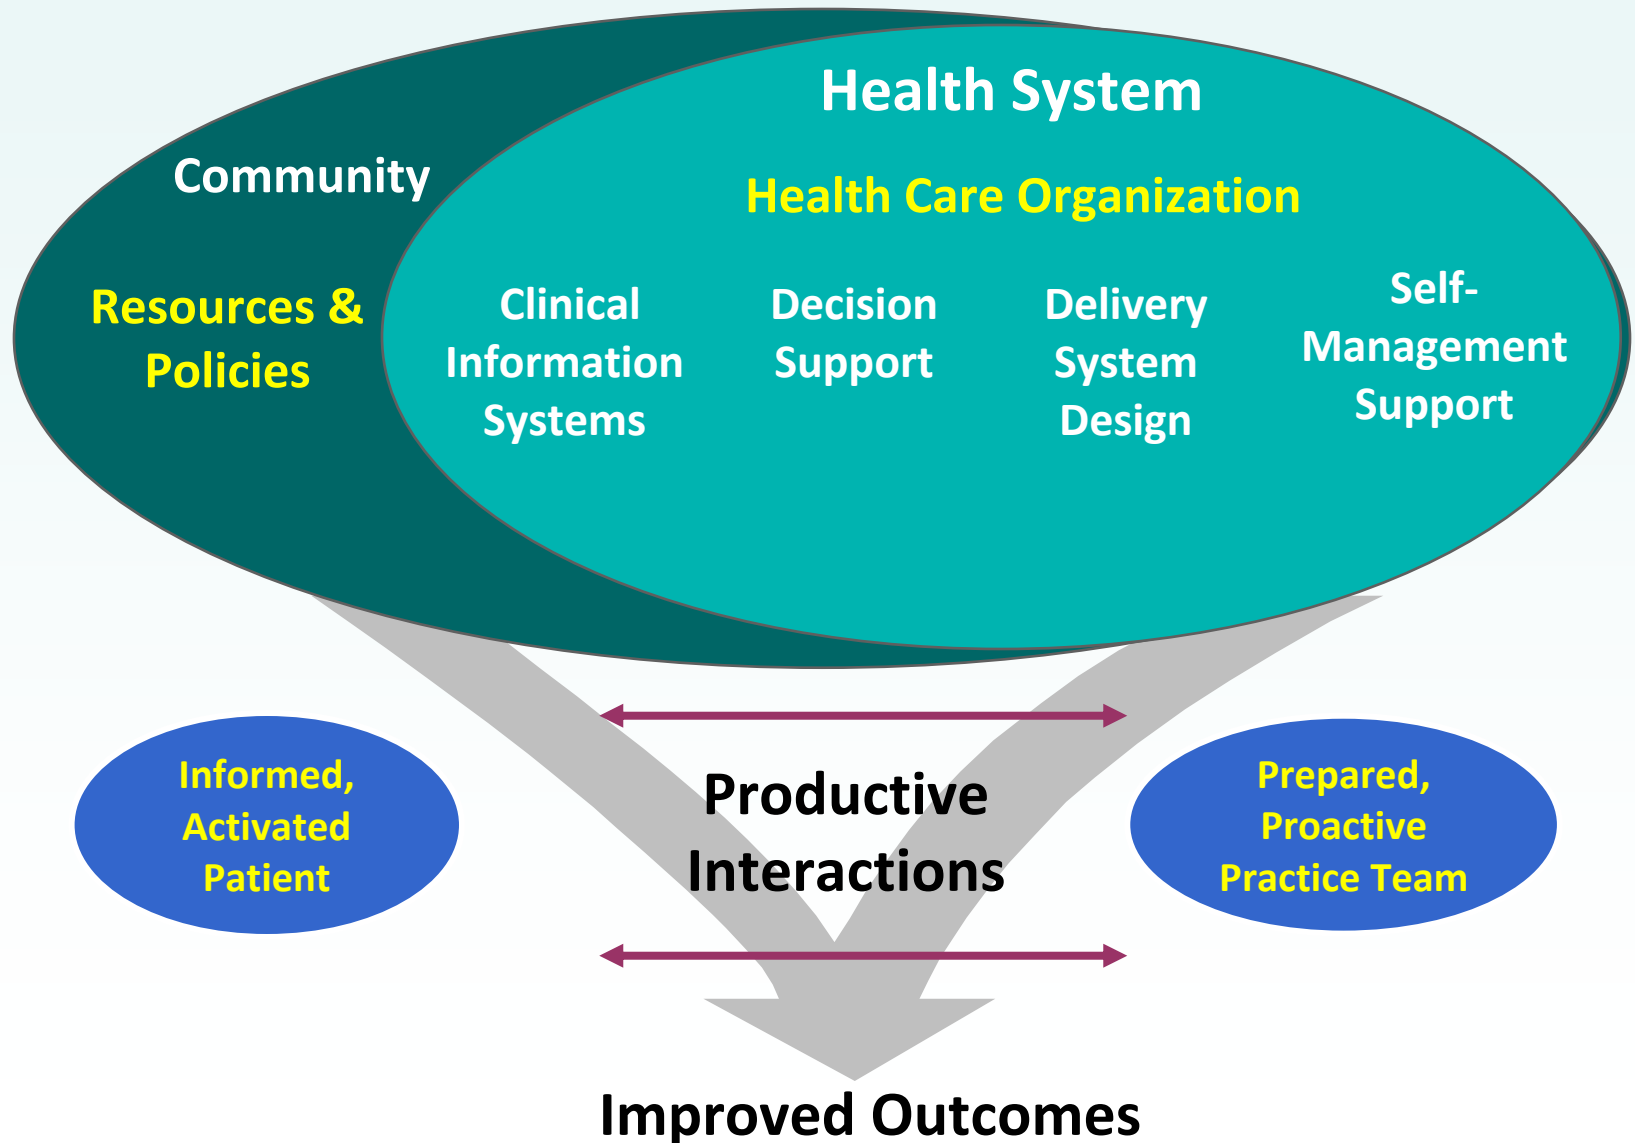 Health System
Community
Health Care Organization
Resources &
Policies
Clinical
Information
Systems
Decision
Support
Delivery
System
Design
Self-
Management
Support
Informed,
Activated
Patient
Productive
Interactions
Prepared,
Proactive
Practice Team
Improved Outcomes